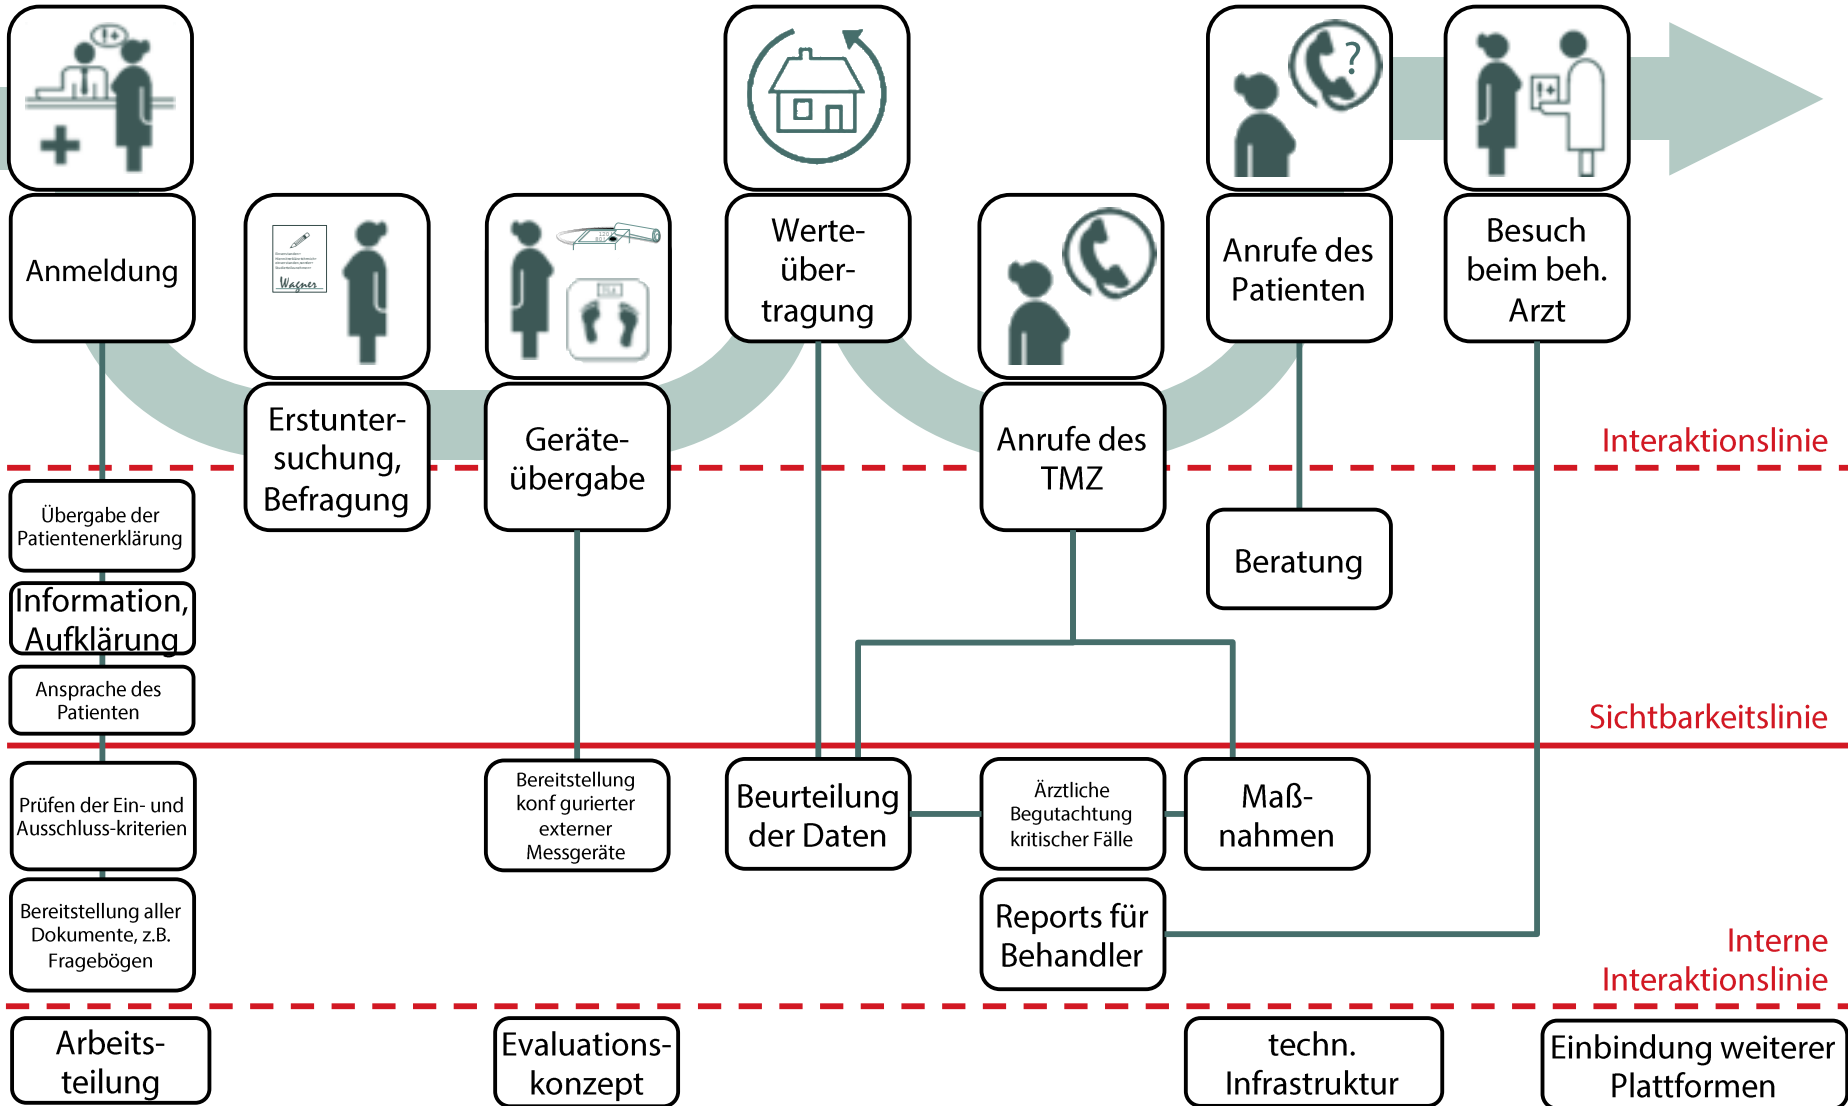 ?
Anmeldung
Wagner
120
80
Werte-
über-
tragung
Anrufe des
Patienten
Besuch
beim beh.
Arzt
Erstunter-
suchung,
Befragung
Geräte-
übergabe
Anrufe des
TMZ
Interaktionslinie
Übergabe der
Patientenerklärung
Information,
Aufklärung
Ansprache des
Patienten
Beratung
Sichtbarkeitslinie
Prüfen der Ein- und
Ausschluss-kriterien
Bereitstellung
konf gurierter
externer
Messgeräte
Beurteilung
der Daten
Ärztliche
Begutachtung
kritischer Fälle
Maß-
nahmen
Bereitstellung aller
Dokumente, z.B.
Fragebögen
Reports für
Behandler
Interne
Interaktionslinie
Arbeits-
teilung
Evaluations-
konzept
techn.
Infrastruktur
Einbindung weiterer
Plattformen